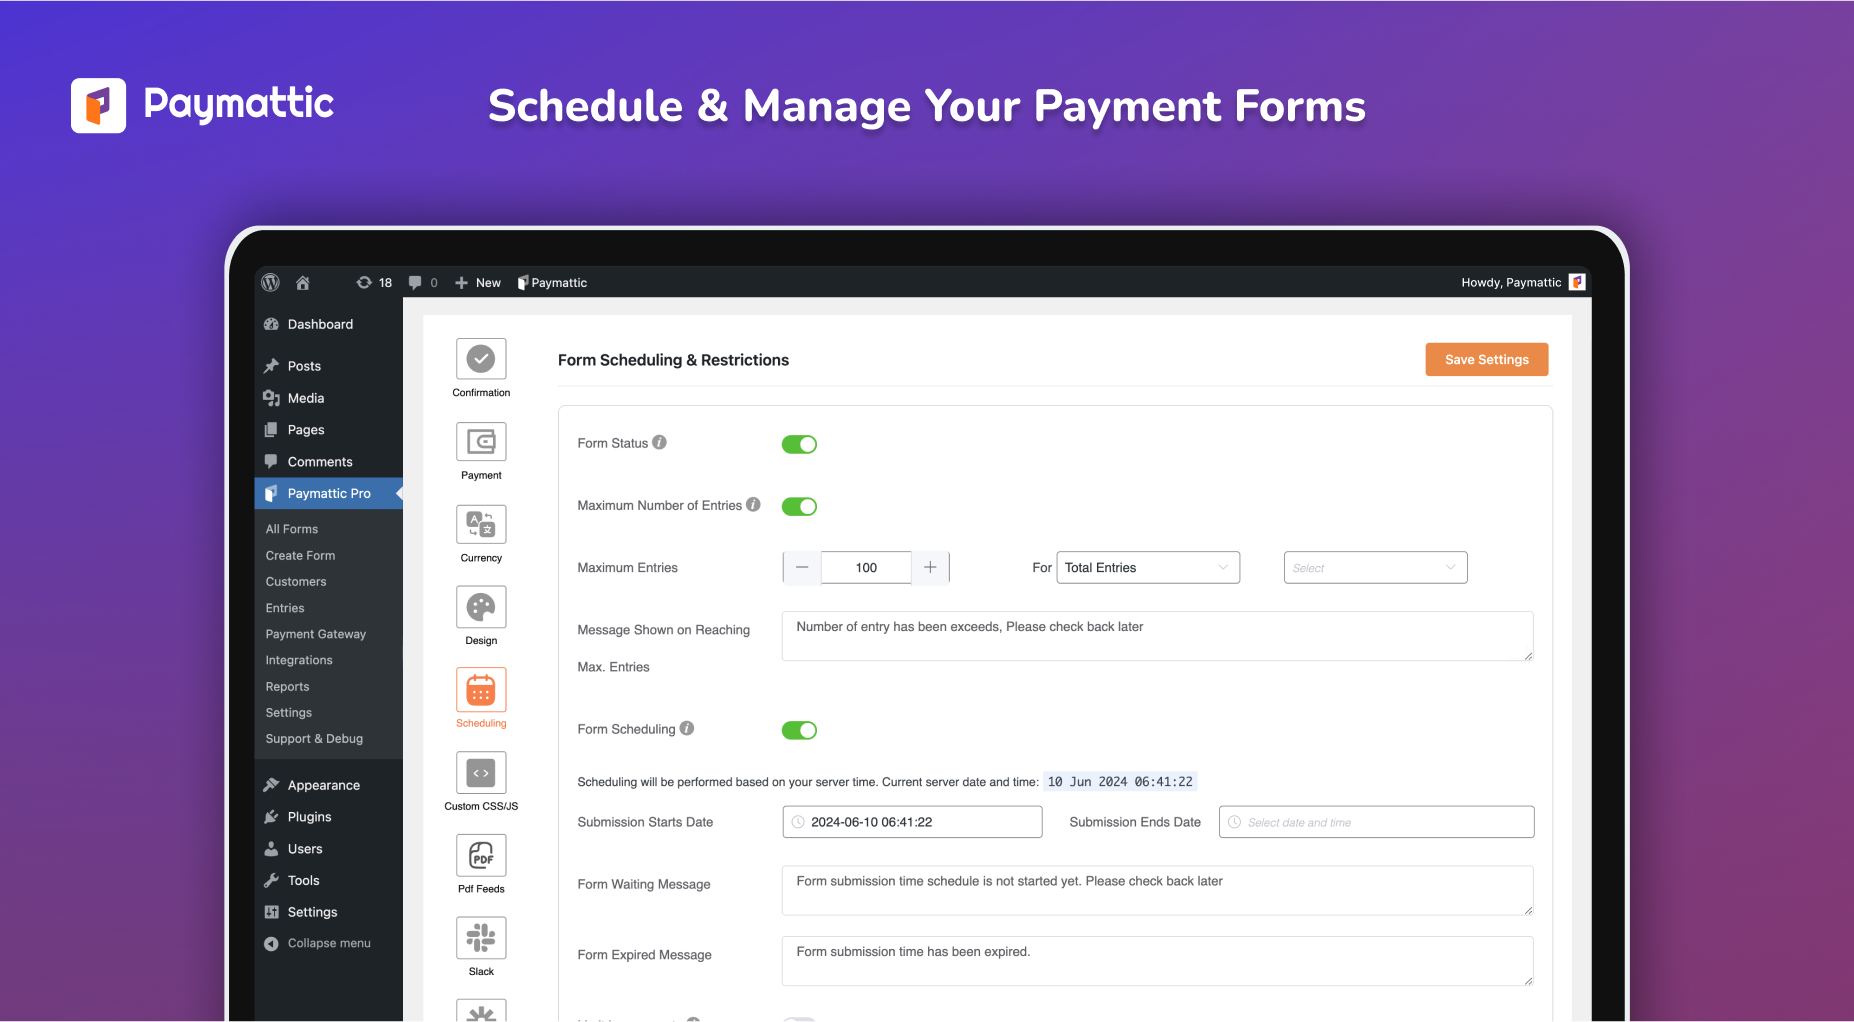 Paymattic
Schedule & Manage Your Payment Forms
18
0
New
Paymattic
Howdy, Paymattic
Dashboard
Posts
Media
Pages
Comments
Paymattic Pro
All Forms
Create Form
Customers
Entries
Payment Gateway
Integrations
Reports
Settings
Support & Debug
Appearance
Plugins
Users
Tools
Settings
Collapse menu
Confirmation
Payment
Currency
Design
Scheduling
Custom CSS/JS
PDF
Pdf Feeds
Slack
Form Scheduling & Restrictions
Save Settings
Form Status
Maximum Number of Entries
Maximum Entries
100
For
Total Entries
Select
Message Shown on Reaching
Max. Entries
Number of entry has been exceeds, Please check back later
Form Scheduling
Scheduling will be performed based on your server time. Current server date and time: 10 Jun 2024 06:41:22
Submission Starts Date
2024-06-10 06:41:22
Submission Ends Date
Select date and time
Form Waiting Message
Form submission time schedule is not started yet. Please check back later
Form Expired Message
Form submission time has been expired.